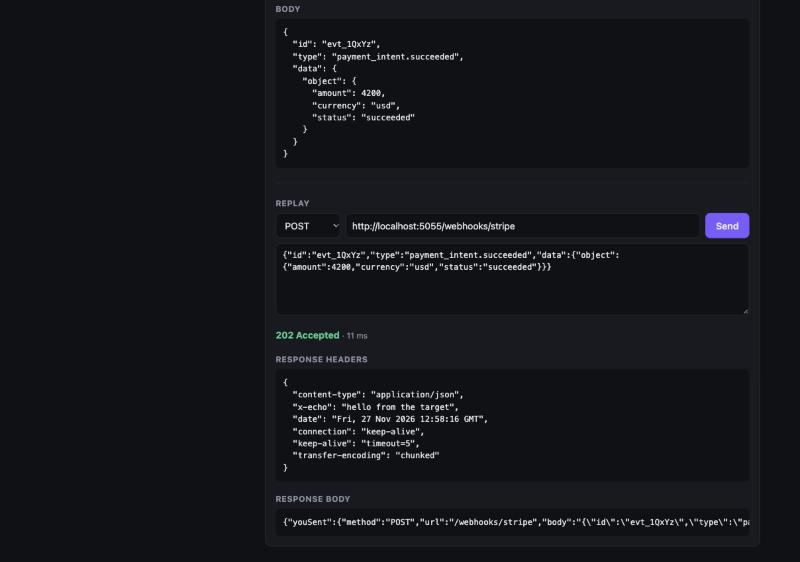 BODY
{
  "id": "evt_1QxYz",
  "type": "payment_intent.succeeded",
  "data": {
    "object": {
      "amount": 4200,
      "currency": "usd",
      "status": "succeeded"
    }
  }
}
REPLAY
POST http://localhost:5055/webhooks/stripe Send
{"id":"evt_1QxYz","type":"payment_intent.succeeded","data":{"object":
{"amount":4200,"currency":"usd","status":"succeeded"}}}
202 Accepted · 11 ms
RESPONSE HEADERS
{
  "content-type": "application/json",
  "x-echo": "hello from the target",
  "date": "Fri, 27 Nov 2026 12:58:16 GMT",
  "connection": "keep-alive",
  "keep-alive": "timeout=5",
  "transfer-encoding": "chunked"
}
RESPONSE BODY
{"youSent":{"method":"POST","url":"/webhooks/stripe","body":"{\"id\":\"evt_1QxYz\",\"type\":\"pa